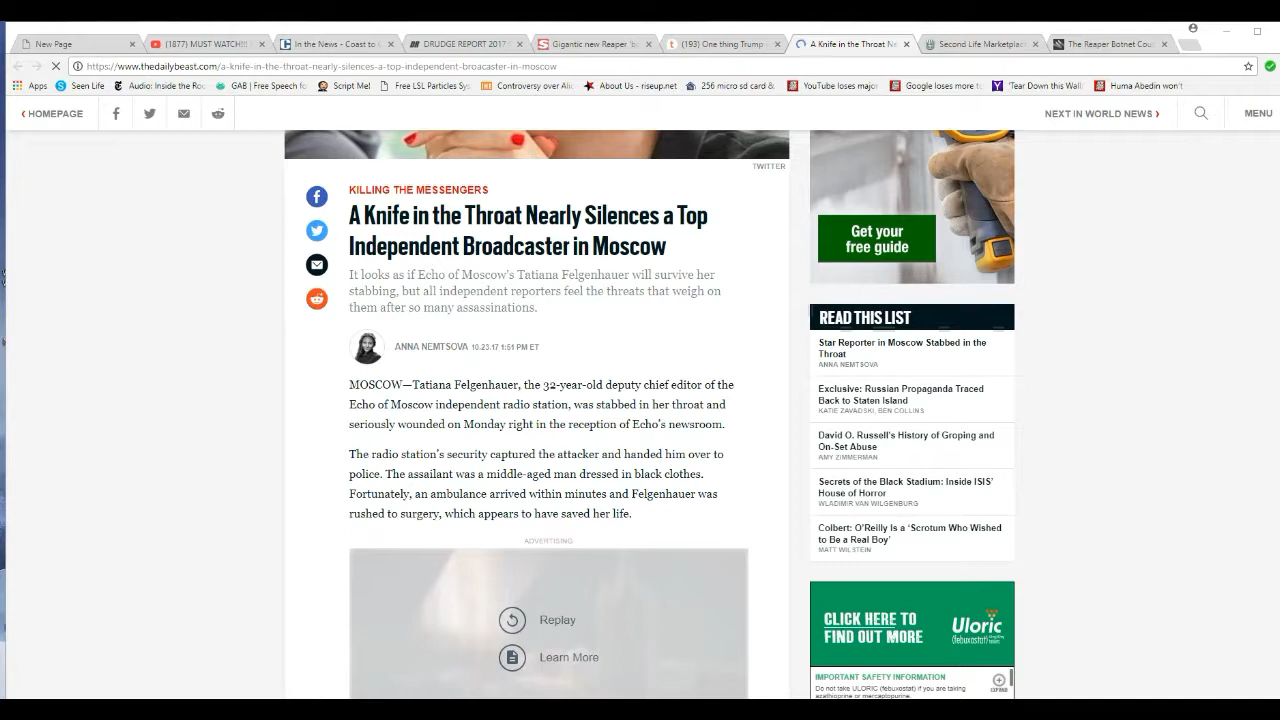 New Page
(1877) MUST WATCH!!!
In the News - Coast to C
DRUDGE REPORT 2017
Gigantic new Reaper 'bo
(193) One thing Trump
A Knife in the Throat Ne
Second Life Marketplace
The Reaper Botnet Cou
https://www.thedailybeast.com/a-knife-in-the-throat-nearly-silences-a-top-independent-broacaster-in-moscow
Apps
Seen Life
Audio: Inside the Rou
GAB | Free Speech fo
Script Me!
Free LSL Particles Sys
Controversy over Ali
About Us - riseup.net
256 micro sd card &
YouTube loses major
Google loses more t
'Tear Down this Wall
Huma Abedin won't
HOMEPAGE
NEXT IN WORLD NEWS
MENU
TWITTER
KILLING THE MESSENGERS
A Knife in the Throat Nearly Silences a Top
Independent Broadcaster in Moscow
It looks as if Echo of Moscow's Tatiana Felgenhauer will survive her
stabbing, but all independent reporters feel the threats that weigh on
them after so many assassinations.
ANNA NEMTSOVA 10.23.17 1:51 PM ET
MOSCOW—Tatiana Felgenhauer, the 32-year-old deputy chief editor of the
Echo of Moscow independent radio station, was stabbed in her throat and
seriously wounded on Monday right in the reception of Echo's newsroom.
The radio station's security captured the attacker and handed him over to
police. The assailant was a middle-aged man dressed in black clothes.
Fortunately, an ambulance arrived within minutes and Felgenhauer was
rushed to surgery, which appears to have saved her life.
ADVERTISING
Replay
Learn More
Get your
free guide
READ THIS LIST
Star Reporter in Moscow Stabbed in the
Throat
ANNA NEMTSOVA
Exclusive: Russian Propaganda Traced
Back to Staten Island
KATIE ZAVADSKI, BEN COLLINS
David O. Russell's History of Groping and
On-Set Abuse
AMY ZIMMERMAN
Secrets of the Black Stadium: Inside ISIS'
House of Horror
WLADIMIR VAN WILGENBURG
Colbert: O'Reilly Is a 'Scrotum Who Wished
to Be a Real Boy'
MATT WILSTEIN
CLICK HERE TO
FIND OUT MORE
Uloric
(febuxostat)
IMPORTANT SAFETY INFORMATION
Do not take ULORIC (febuxostat) if you are taking
azathioprine or mercaptopurine.
EXPAND